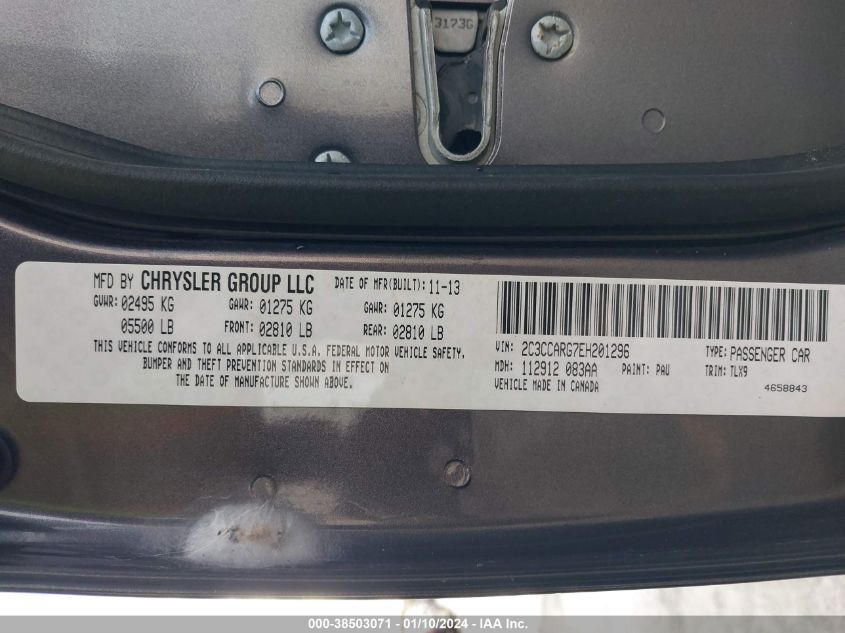 3173G
MFD BY CHRYSLER GROUP LLC DATE OF MFR(BUILT): 11-13
GVWR: 02495 KG GAWR: 01275 KG GAWR: 01275 KG
05500 LB FRONT: 02810 LB REAR: 02810 LB
THIS VEHICLE CONFORMS TO ALL APPLICABLE U.S.A. FEDERAL MOTOR VEHICLE SAFETY,
BUMPER AND THEFT PREVENTION STANDARDS IN EFFECT ON
THE DATE OF MANUFACTURE SHOWN ABOVE.
VIN: 2C3CCARG7EH201296 TYPE: PASSENGER CAR
MDH: 112912 083AA PAINT: PAU TRIM: TLX9
VEHICLE MADE IN CANADA 4658843
000-38503071 - 01/10/2024 - IAA Inc.